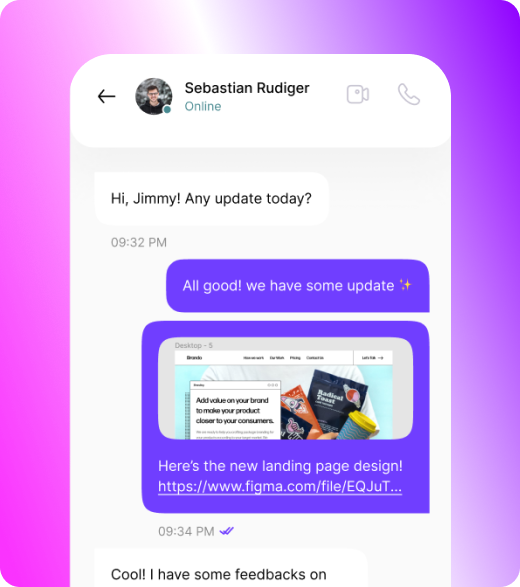 Sebastian Rudiger
Online
Hi, Jimmy! Any update today?
09:32 PM
All good! we have some update ✨
Desktop - 5
Brando
How we work Our Work Pricing Contact Us Let's Talk →
Add value on your brand
to make your product
closer to your consumers.
Radical
Toast
Here's the new landing page design!
https://www.figma.com/file/EQJuT...
09:34 PM
Cool! I have some feedbacks on